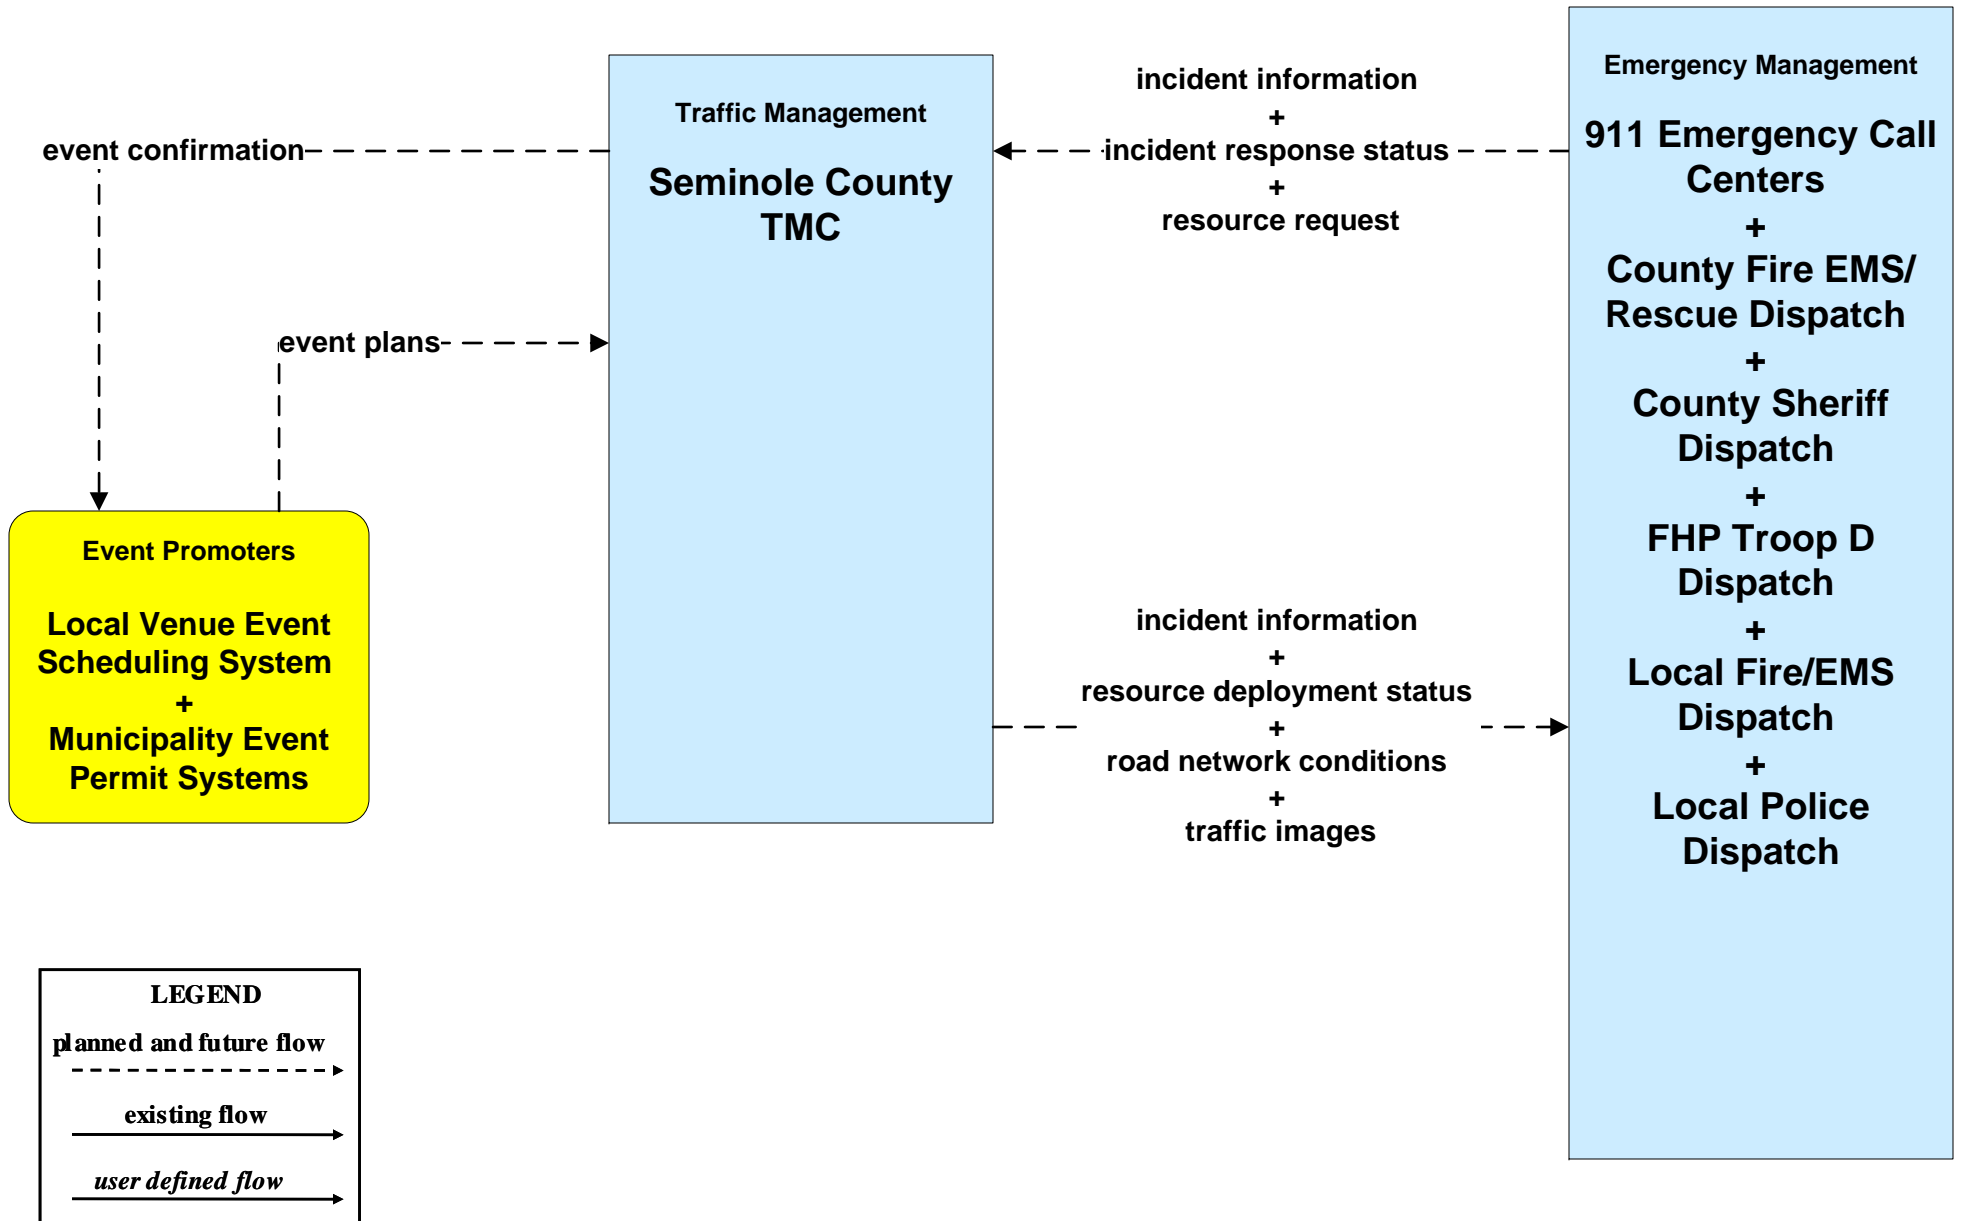 event confirmation
event plans
Event Promoters
Local Venue Event
Scheduling System
+
Municipality Event
Permit Systems
Traffic Management
Seminole County
TMC
incident information
+
incident response status
+
resource request
incident information
+
resource deployment status
+
road network conditions
+
traffic images
Emergency Management
911 Emergency Call
Centers
+
County Fire EMS/
Rescue Dispatch
+
County Sheriff
Dispatch
+
FHP Troop D
Dispatch
+
Local Fire/EMS
Dispatch
+
Local Police
Dispatch
LEGEND
planned and future flow
existing flow
user defined flow